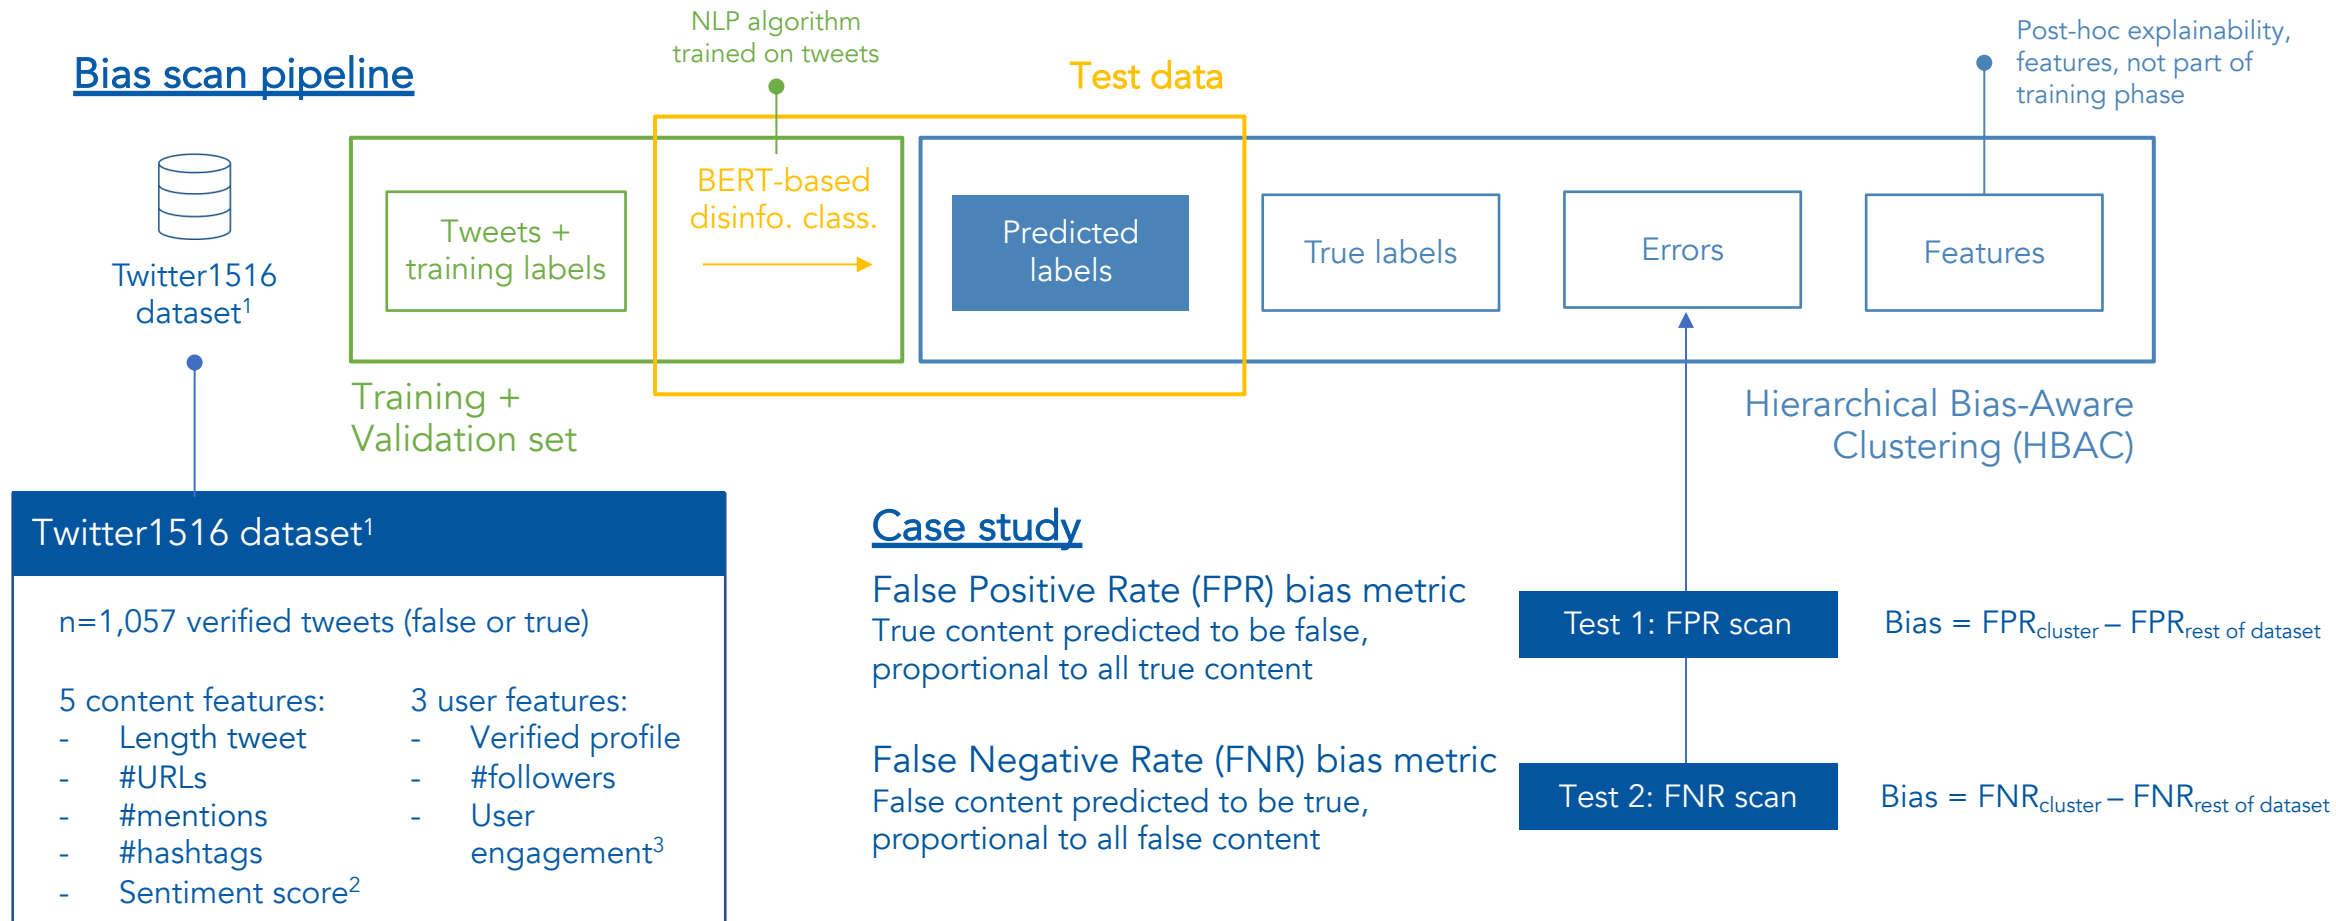 Bias scan pipeline
NLP algorithm
trained on tweets
Test data
Post-hoc explainability,
features, not part of
training phase
Twitter1516
dataset1
Tweets +
training labels
BERT-based
disinfo. class.
Predicted
labels
True labels
Errors
Features
Training +
Validation set
Hierarchical Bias-Aware
Clustering (HBAC)
Twitter1516 dataset1
n=1,057 verified tweets (false or true)
5 content features:
- Length tweet
- #URLs
- #mentions
- #hashtags
- Sentiment score2
3 user features:
- Verified profile
- #followers
- User
engagement3
Case study
False Positive Rate (FPR) bias metric
True content predicted to be false,
proportional to all true content
Test 1: FPR scan
Bias = FPRcluster – FPRrest of dataset
False Negative Rate (FNR) bias metric
False content predicted to be true,
proportional to all false content
Test 2: FNR scan
Bias = FNRcluster – FNRrest of dataset